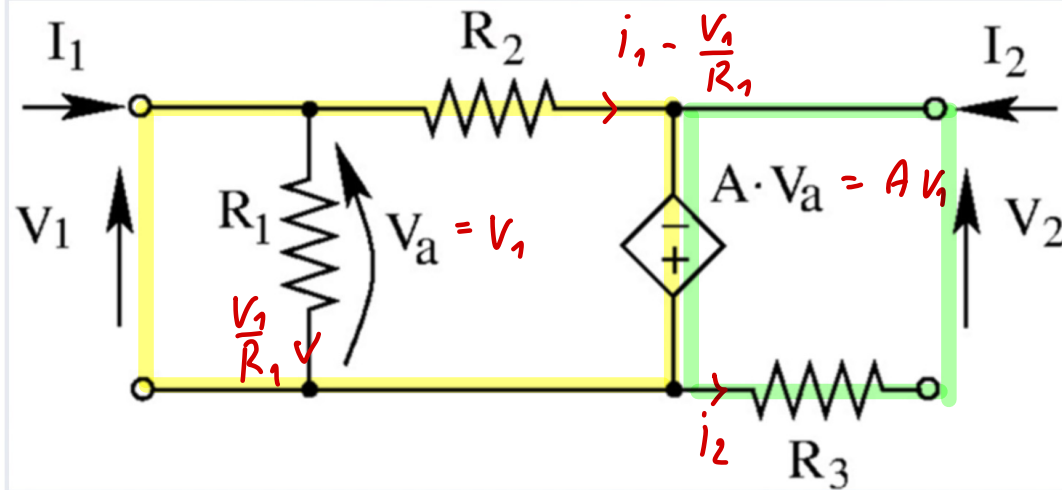 I₁
R₂
i₁ - V₁/R₁
I₂
V₁
R₁
Vₐ = V₁
−
+
A·Vₐ = A V₁
V₂
V₁/R₁
i₂
R₃